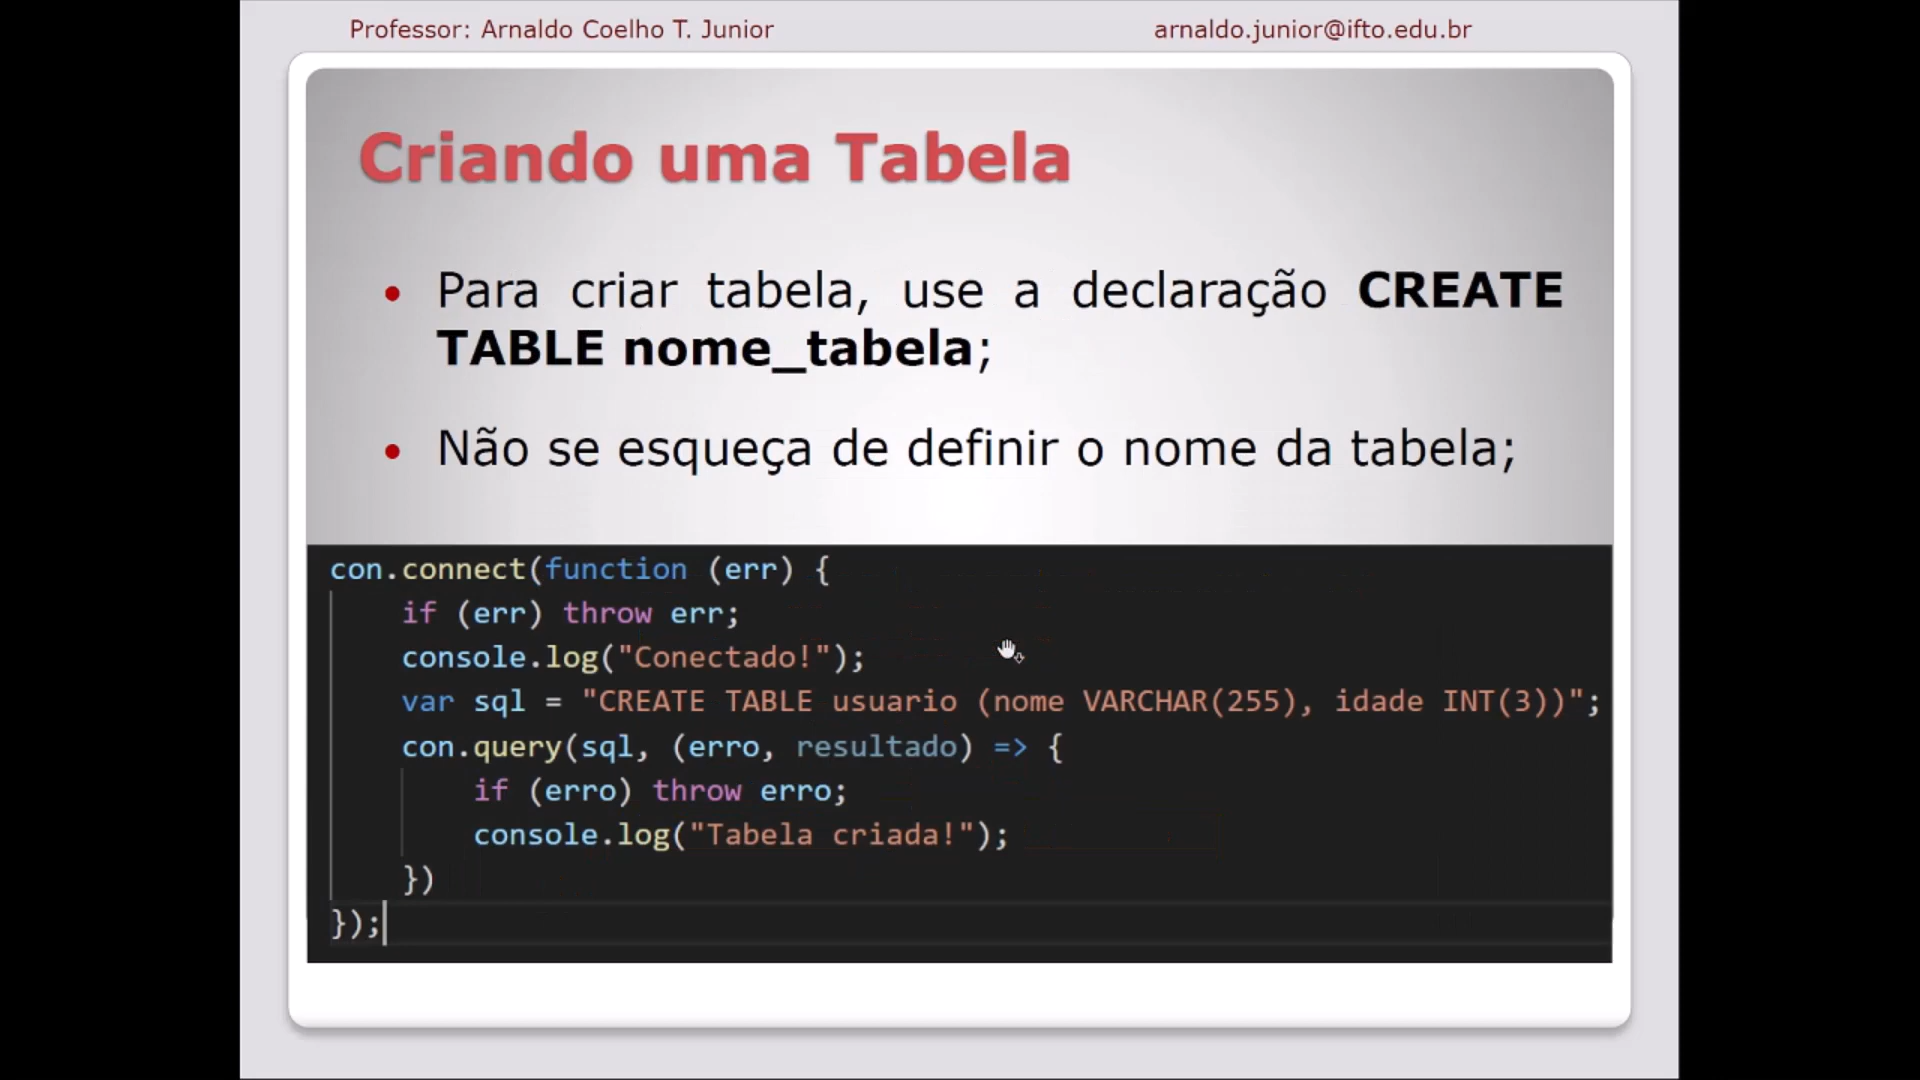 Professor: Arnaldo Coelho T. Junior
arnaldo.junior@ifto.edu.br
Criando uma Tabela
• Para criar tabela, use a declaração CREATE
TABLE nome_tabela;
• Não se esqueça de definir o nome da tabela;
con.connect(function (err) {
    if (err) throw err;
    console.log("Conectado!");
    var sql = "CREATE TABLE usuario (nome VARCHAR(255), idade INT(3))";
    con.query(sql, (erro, resultado) => {
        if (erro) throw erro;
        console.log("Tabela criada!");
    })
});